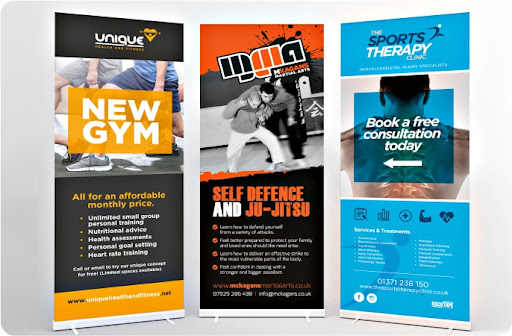 UNIQUE
HEALTH AND FITNESS
NEW
GYM
All for an affordable
monthly price.
• Unlimited small group
personal training
• Nutritional advice
• Health assessments
• Personal goal setting
• Heart rate training
Call or email to try our unique concept
for free! (Limited spaces available)
www.uniquehealthandfitness.net
MMA
MCKAGANS
MARTIAL ARTS
SELF DEFENCE
AND JU-JITSU
Learn how to defend yourself
from a variety of attacks.
Feel better prepared to protect your family
and loved ones should the need arise.
Learn how to deliver an effective strike to
the most vulnerable parts of the body.
Feel confident in dealing with a
stronger and bigger assailant.
www.mckagansmartialarts.co.uk
07929 286 488 | info@mckagans.co.uk
THE
SPORTS
THERAPY
CLINIC
MUSCULOSKELETAL INJURY SPECIALISTS
Book a free
consultation
today
Services & Treatments
01371 238 150
www.thesportstherapyclinic.co.uk